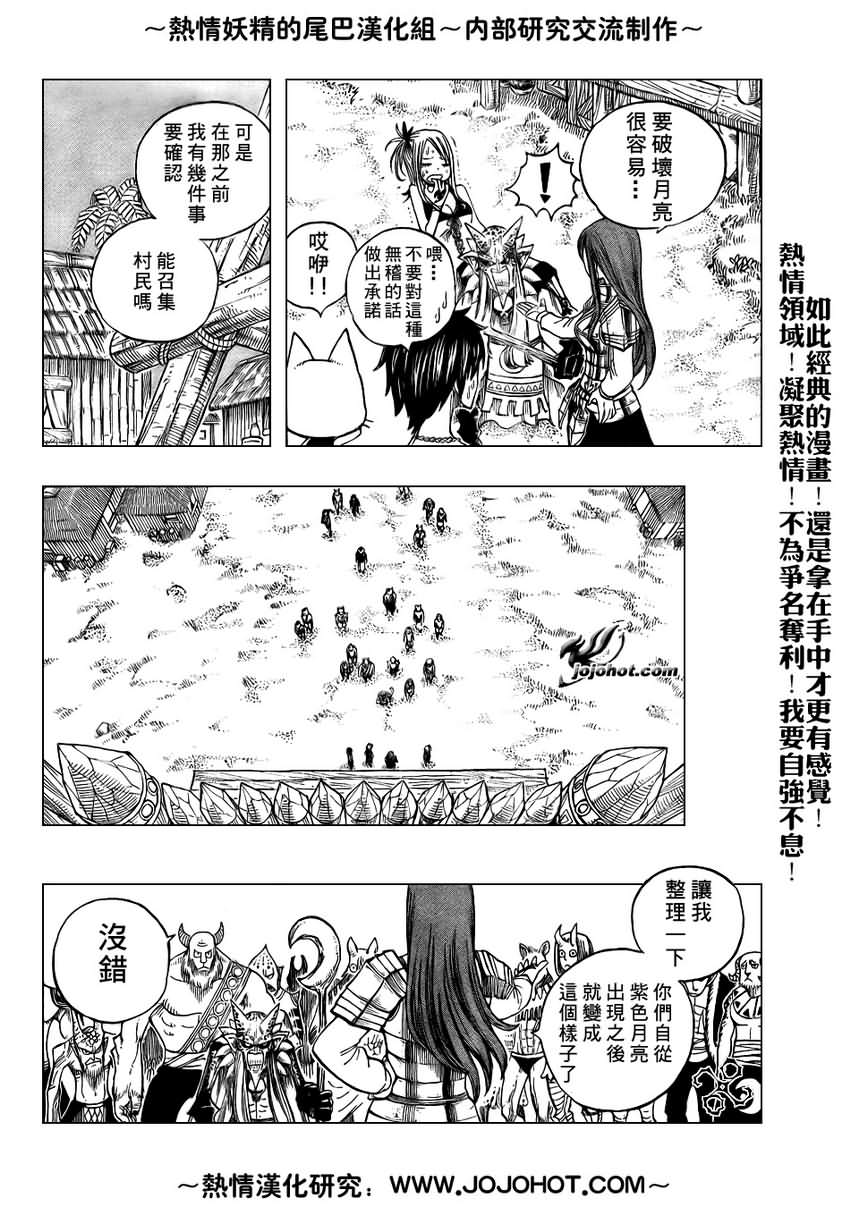 ～熱情妖精的尾巴漢化組～内部研究交流制作～
要破壞月亮
很容易…
！
喂…
不要對這種
無稽的話
做出承諾
哎咿!!
可是
在那之前
我有幾件事
要確認
能召集
村民嗎
jojohot.com
讓我
整理一下
你們自從
紫色月亮
出現之後
就變成
這個樣子了
沒錯
如此經典的漫畫！還是拿在手中才更有感覺！
熱情領域！凝聚熱情！不為爭名奪利！我要自強不息！
～熱情漢化研究：WWW.JOJOHOT.COM～